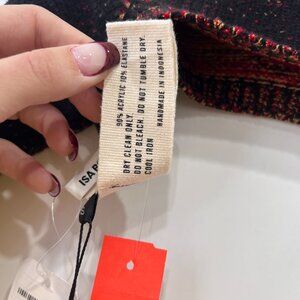 90% ACRYLIC 10% ELASTANE
DRY CLEAN ONLY.
DO NOT BLEACH. DO NOT TUMBLE DRY.
COOL IRON
HANDMADE IN INDONESIA
ISA B